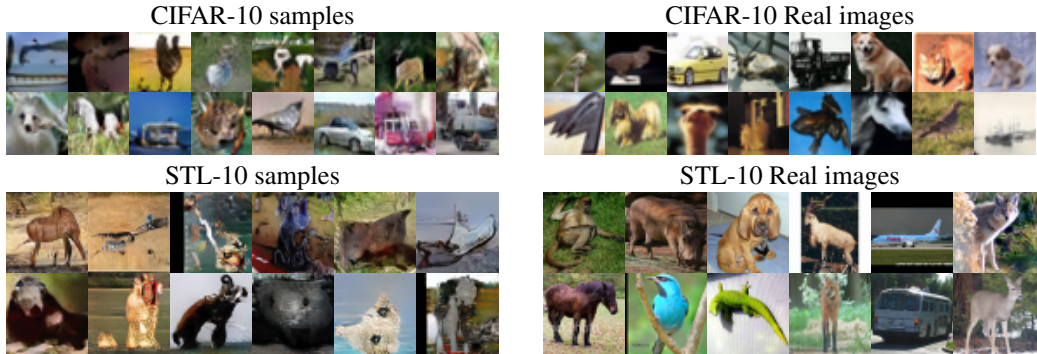 CIFAR-10 samples
CIFAR-10 Real images
STL-10 samples
STL-10 Real images